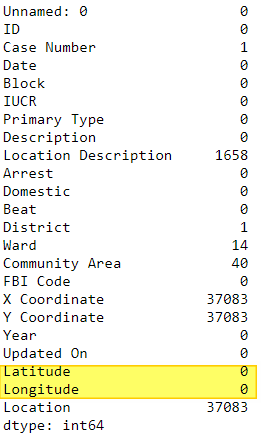 Unnamed: 0 0
ID 0
Case Number 1
Date 0
Block 0
IUCR 0
Primary Type 0
Description 0
Location Description 1658
Arrest 0
Domestic 0
Beat 0
District 1
Ward 14
Community Area 40
FBI Code 0
X Coordinate 37083
Y Coordinate 37083
Year 0
Updated On 0
Latitude 0
Longitude 0
Location 37083
dtype: int64